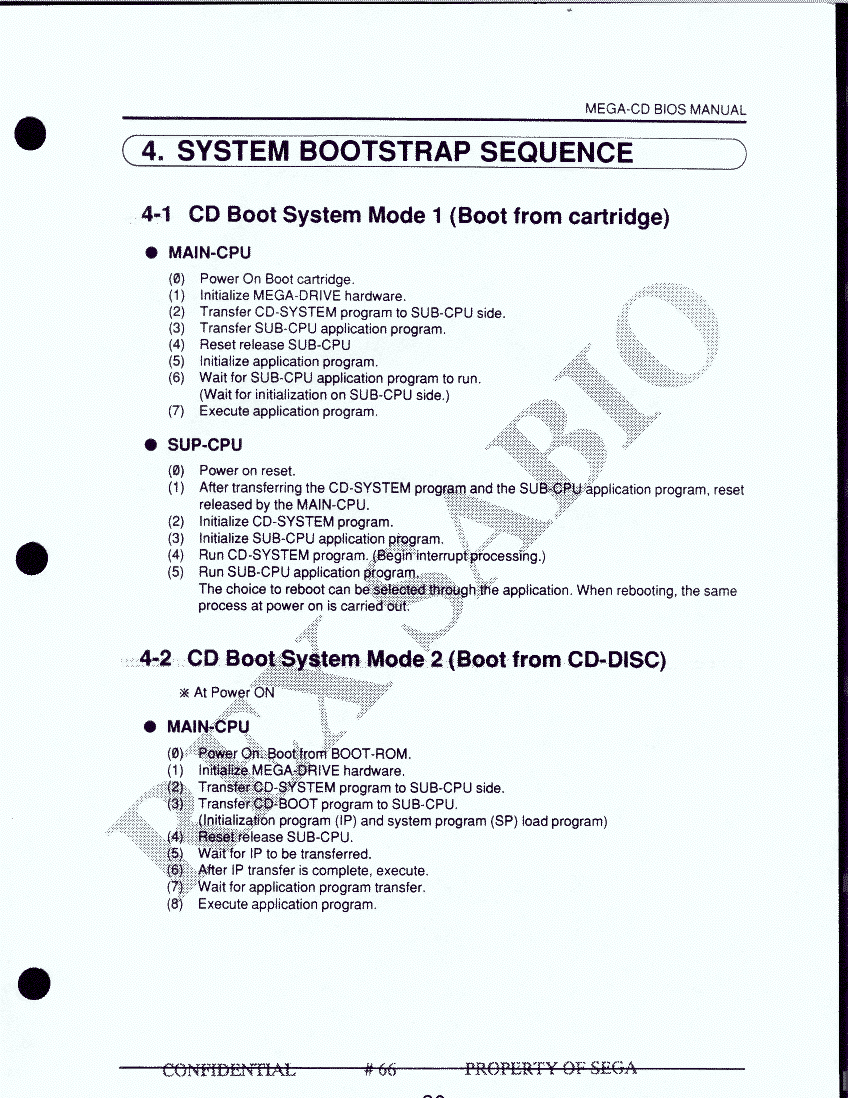 MEGA-CD BIOS MANUAL
4. SYSTEM BOOTSTRAP SEQUENCE
4-1 CD Boot System Mode 1 (Boot from cartridge)
● MAIN-CPU
(0) Power On Boot cartridge.
(1) Initialize MEGA-DRIVE hardware.
(2) Transfer CD-SYSTEM program to SUB-CPU side.
(3) Transfer SUB-CPU application program.
(4) Reset release SUB-CPU
(5) Initialize application program.
(6) Wait for SUB-CPU application program to run.
(Wait for initialization on SUB-CPU side.)
(7) Execute application program.
● SUP-CPU
(0) Power on reset.
(1) After transferring the CD-SYSTEM program and the SUB-CPU application program, reset
released by the MAIN-CPU.
(2) Initialize CD-SYSTEM program.
(3) Initialize SUB-CPU application program.
(4) Run CD-SYSTEM program. (Begin interrupt processing.)
(5) Run SUB-CPU application program.
The choice to reboot can be selected through the application. When rebooting, the same
process at power on is carried out.
4-2 CD Boot System Mode 2 (Boot from CD-DISC)
※ At Power ON
● MAIN-CPU
(0) Power On. Boot from BOOT-ROM.
(1) Initialize MEGA-DRIVE hardware.
(2) Transfer CD-SYSTEM program to SUB-CPU side.
(3) Transfer CD-BOOT program to SUB-CPU.
(Initialization program (IP) and system program (SP) load program)
(4) Reset release SUB-CPU.
(5) Wait for IP to be transferred.
(6) After IP transfer is complete, execute.
(7) Wait for application program transfer.
(8) Execute application program.
REX SABIO
CONFIDENTIAL #66 PROPERTY OF SEGA